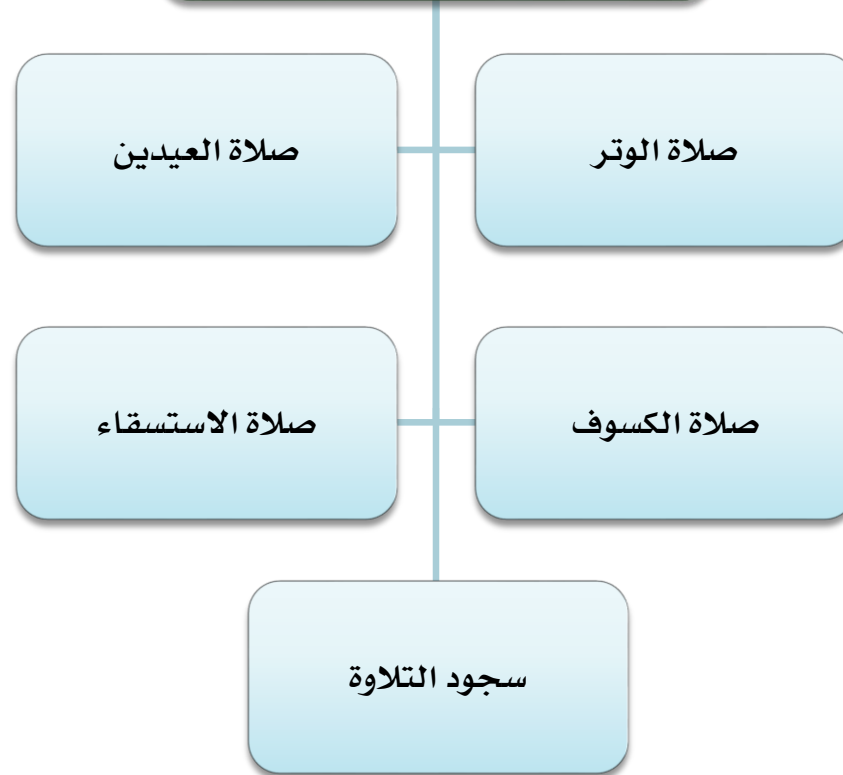 صلاة الوتر
صلاة العيدين
صلاة الكسوف
صلاة الاستسقاء
سجود التلاوة